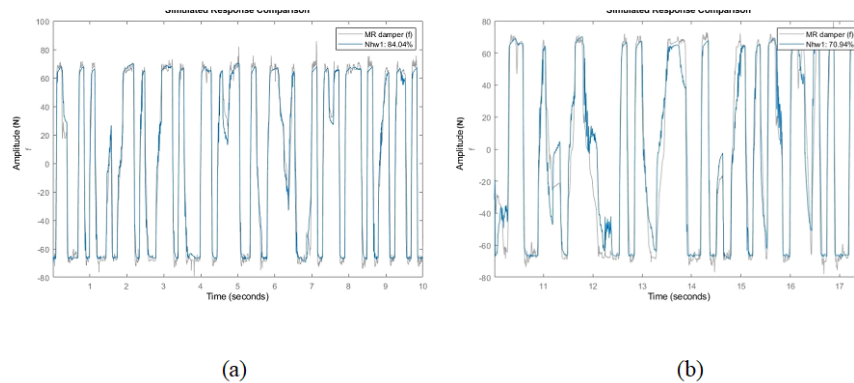 Simulated Response Comparison
Simulated Response Comparison
MR damper (f)
Nhw1: 84.04%
MR damper (f)
Nhw1: 70.94%
100
80
60
40
20
0
-20
-40
-60
-80
Amplitude (N)
f
1 2 3 4 5 6 7 8 9 10
Time (seconds)
80
60
40
20
0
-20
-40
-60
-80
Amplitude (N)
f
11 12 13 14 15 16 17
Time (seconds)
(a)
(b)